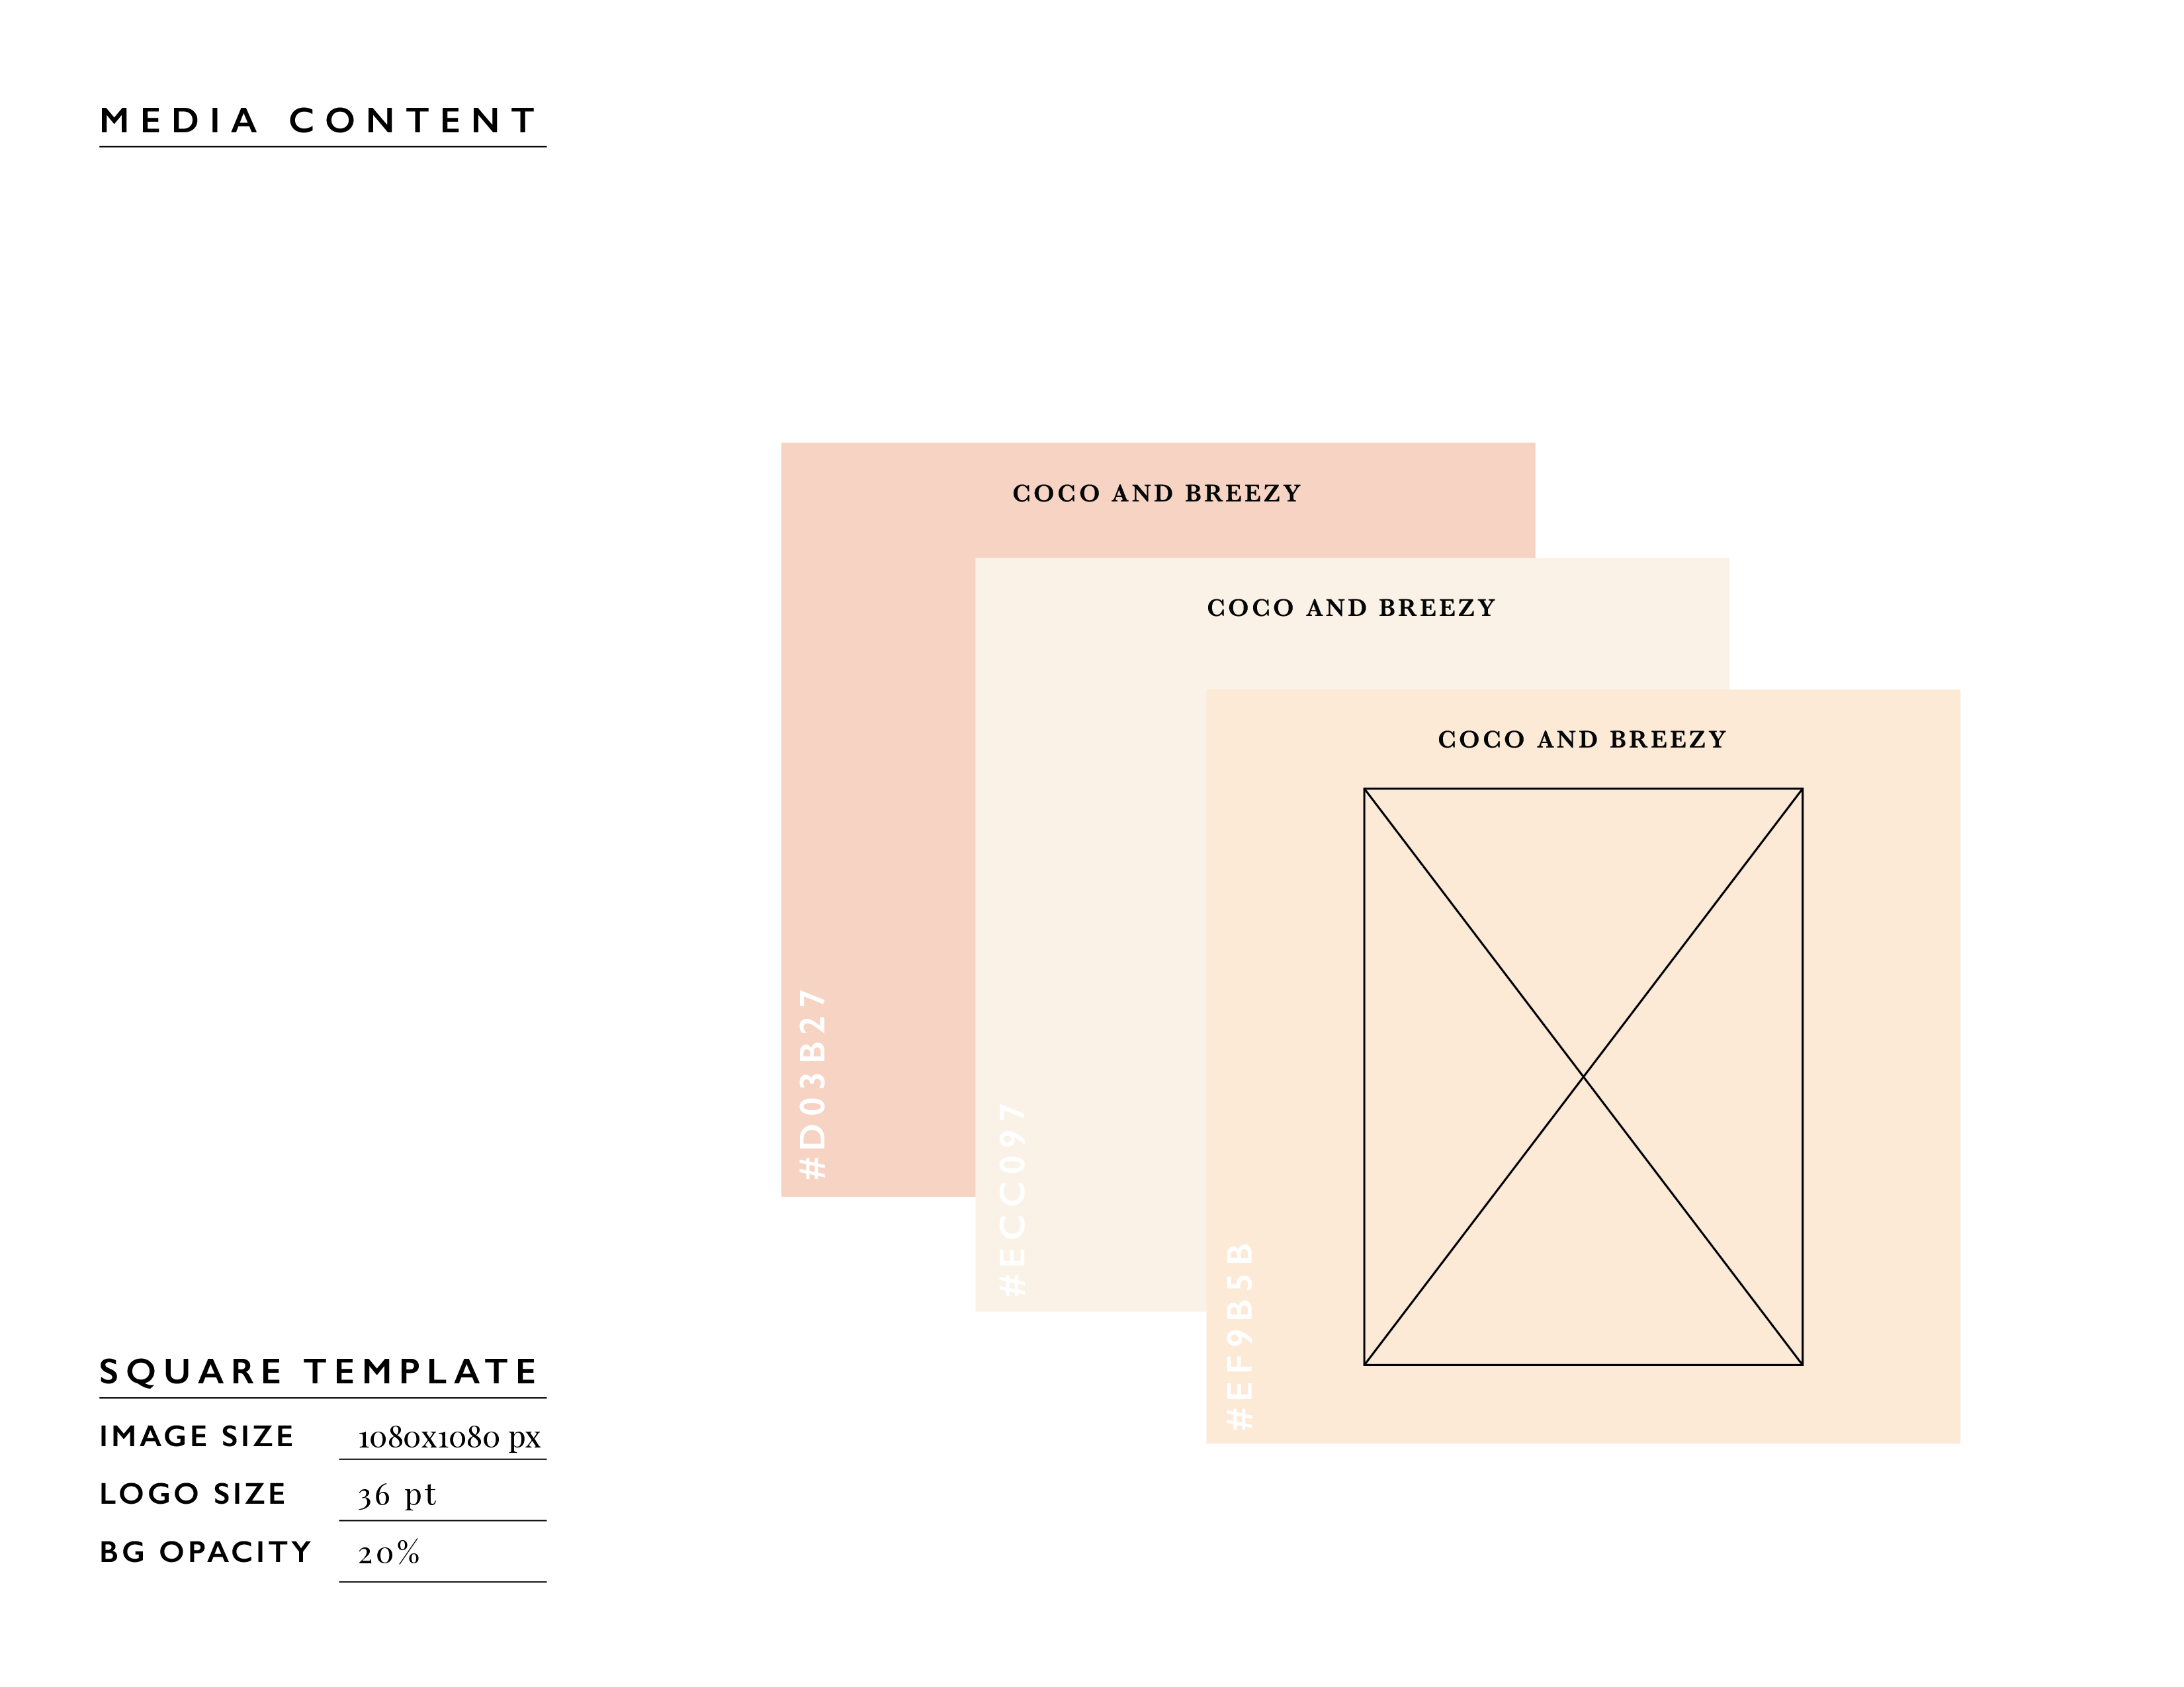 MEDIA CONTENT
COCO AND BREEZY
#D03B27
COCO AND BREEZY
#ECC097
COCO AND BREEZY
#EF9B5B
SQUARE TEMPLATE
IMAGE SIZE 1080x1080 px
LOGO SIZE 36 pt
BG OPACITY 20%